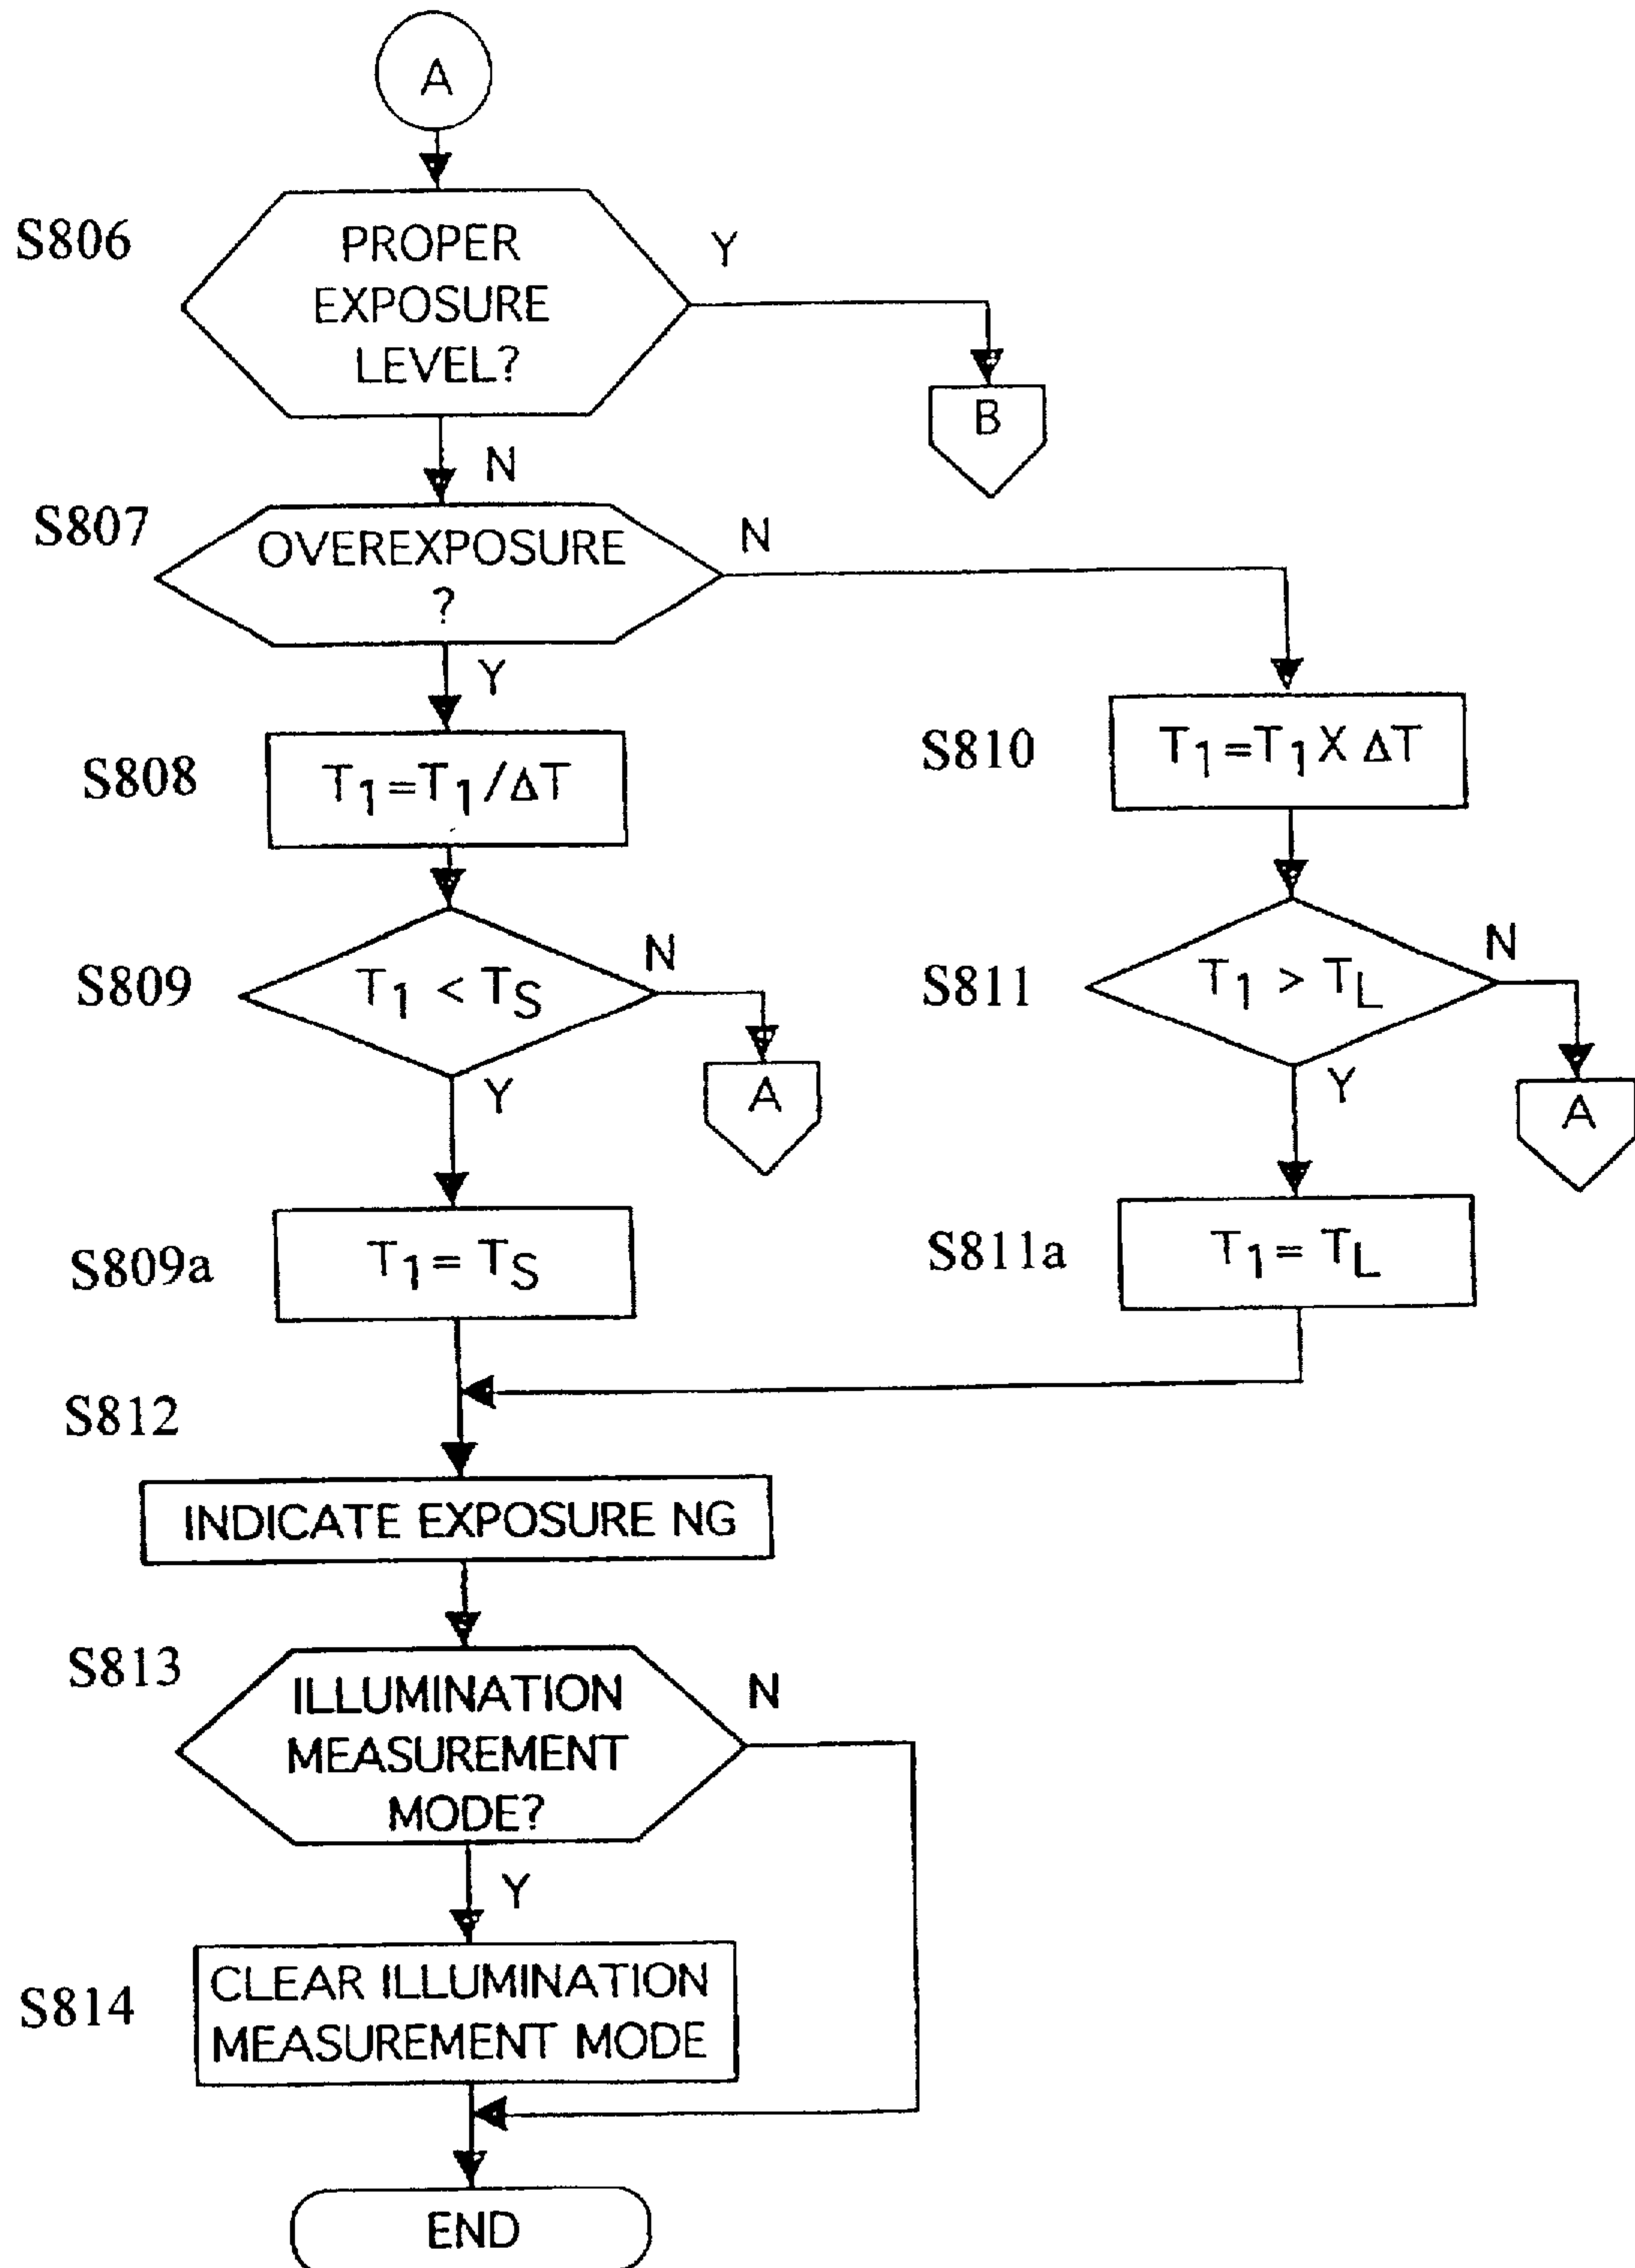 A
S806
PROPER
EXPOSURE
LEVEL?
Y
B
N
S807
OVEREXPOSURE
?
N
Y
S808
T1=T1/ΔT
S810
T1=T1XΔT
S809
T1 < TS
N
A
Y
S811
T1 > TL
N
A
Y
S809a
T1= TS
S811a
T1= TL
S812
INDICATE EXPOSURE NG
S813
ILLUMINATION
MEASUREMENT
MODE?
N
Y
S814
CLEAR ILLUMINATION
MEASUREMENT MODE
END